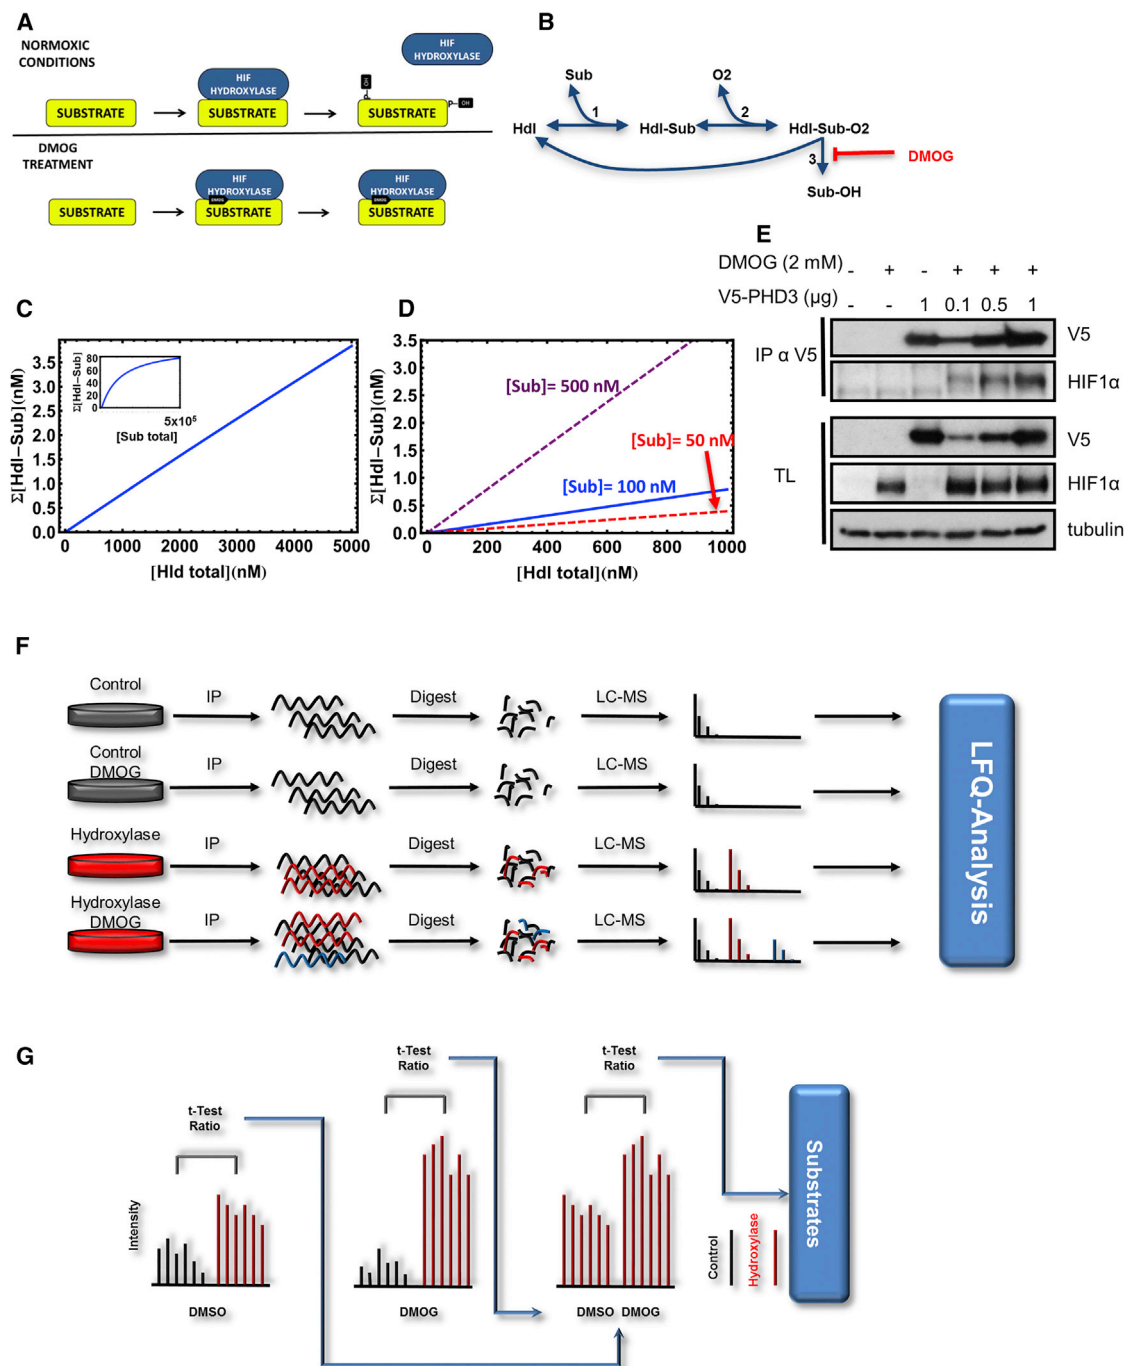 A
NORMOXIC
CONDITIONS
HIF
HYDROXYLASE
HIF
HYDROXYLASE
SUBSTRATE
SUBSTRATE
SUBSTRATE
P
OH
P
OH
DMOG
TREATMENT
HIF
HYDROXYLASE
HIF
HYDROXYLASE
DMOG
DMOG
SUBSTRATE
SUBSTRATE
SUBSTRATE
B
Sub
O2
1
2
Hdl
Hdl-Sub
Hdl-Sub-O2
3
DMOG
Sub-OH
C
Σ[Hdl–Sub](nM)
3.5
3.0
2.5
2.0
1.5
1.0
0.5
0.0
Σ[Hdl–Sub]
80
60
40
20
0
5x10⁵
[Sub total]
0 1000 2000 3000 4000 5000
[Hld total](nM)
D
Σ[Hdl–Sub](nM)
3.5
3.0
2.5
2.0
1.5
1.0
0.5
0.0
[Sub]= 500 nM
[Sub]= 50 nM
[Sub]= 100 nM
0 200 400 600 800 1000
[Hdl total](nM)
E
DMOG (2 mM) - + - + + +
V5-PHD3 (µg) - - 1 0.1 0.5 1
IP α V5
V5
HIF1α
TL
V5
HIF1α
tubulin
F
Control
IP
Digest
LC-MS
Control
DMOG
IP
Digest
LC-MS
Hydroxylase
IP
Digest
LC-MS
Hydroxylase
DMOG
IP
Digest
LC-MS
LFQ-Analysis
G
t-Test
Ratio
t-Test
Ratio
t-Test
Ratio
Intensity
DMSO
DMOG
DMSO DMOG
Control
Hydroxylase
Substrates